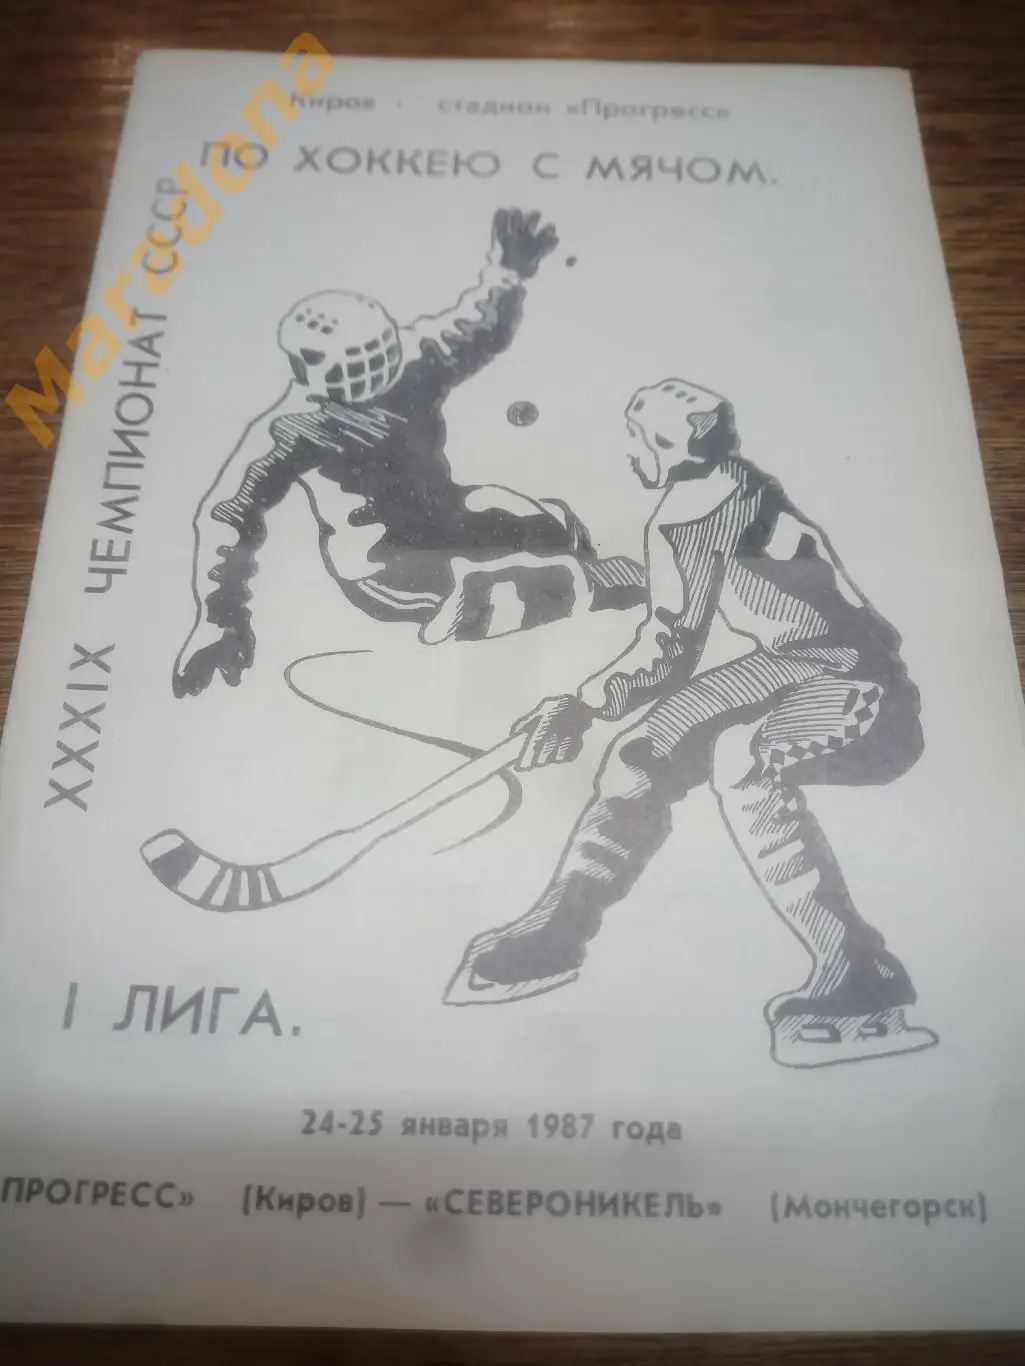 Maradona
Киров · стадион «Прогресс»
XXXIX ЧЕМПИОНАТ СССР
ПО ХОККЕЮ С МЯЧОМ.
I ЛИГА.
24-25 января 1987 года
ПРОГРЕСС» (Киров) — «СЕВЕРОНИКЕЛЬ» (Мончегорск)